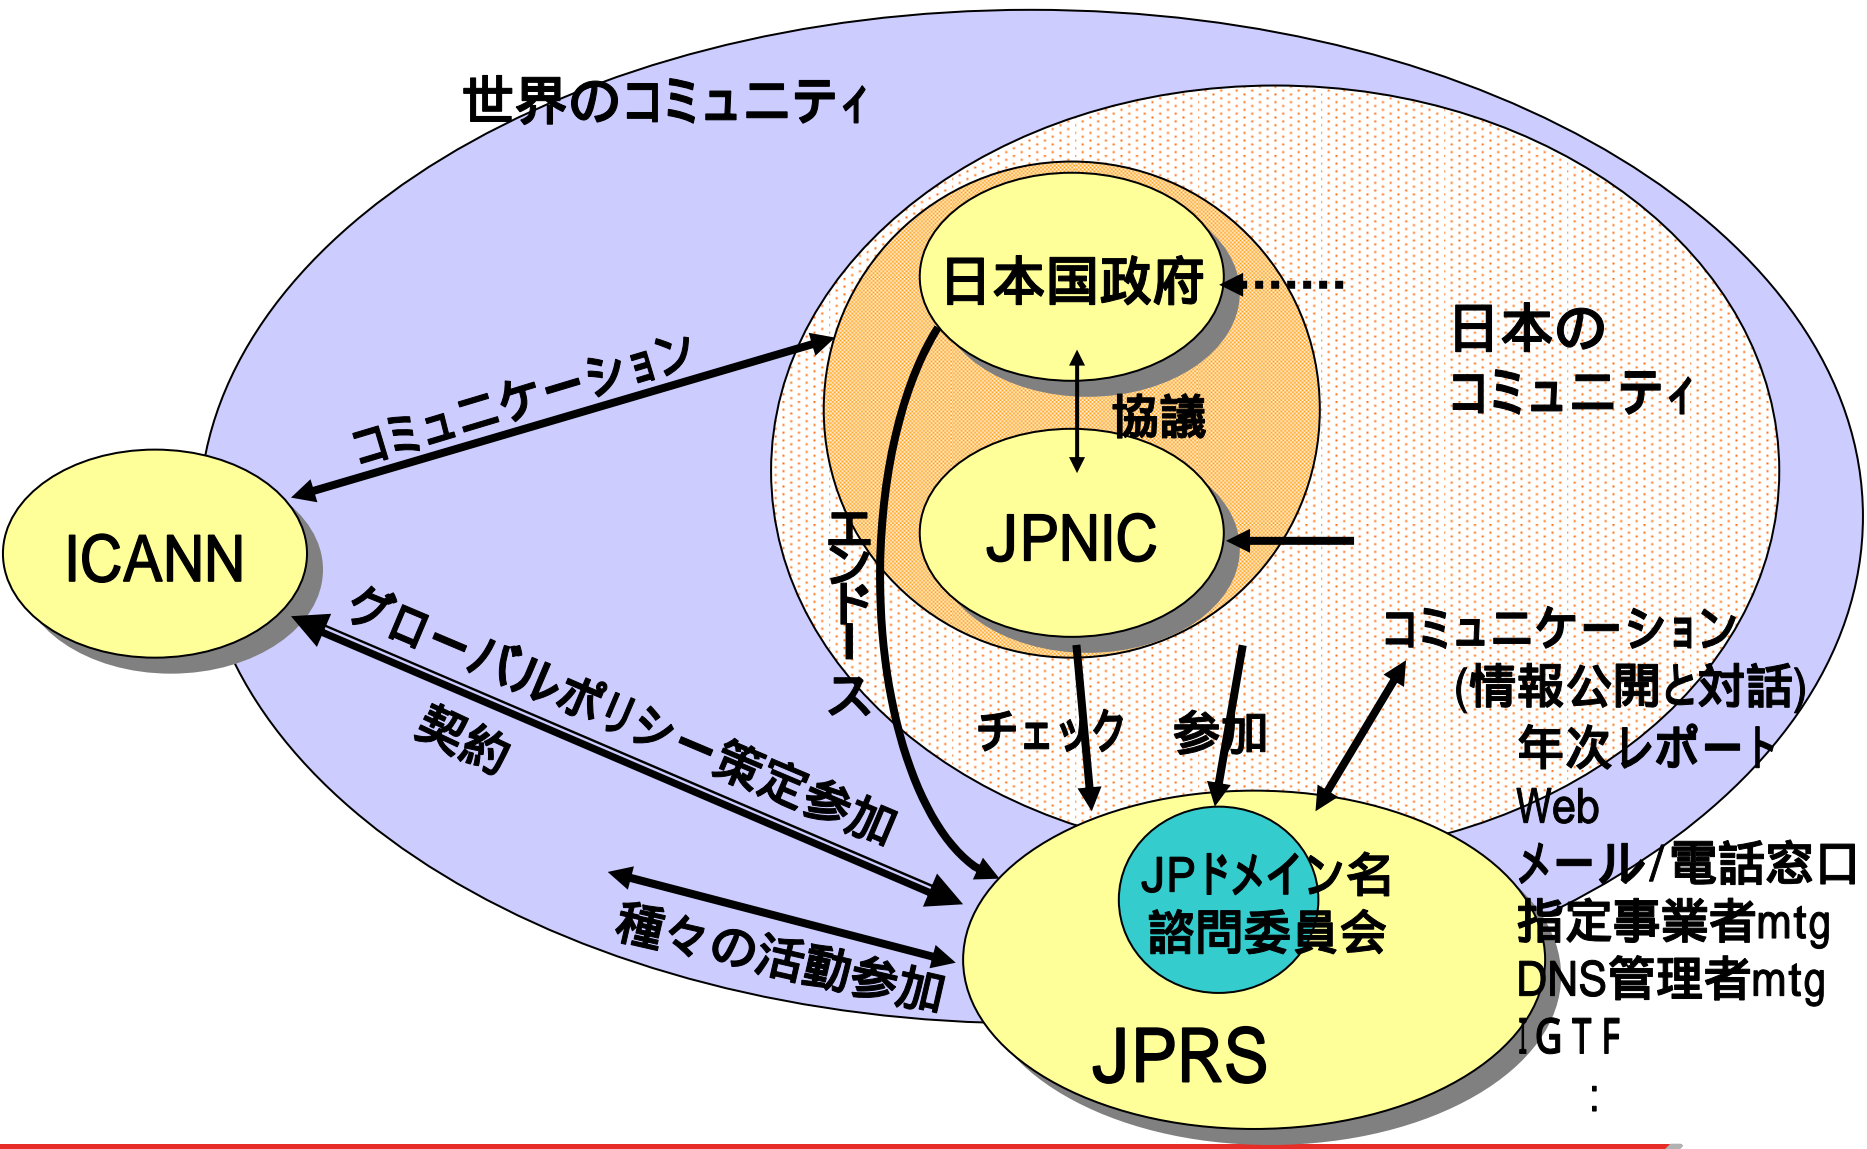 世界のコミュニティ
日本国政府
日本の
コミュニティ
協議
コミュニケーション
ICANN
JPNIC
エンドース
グローバルポリシー策定参加
契約
チェック
参加
コミュニケーション
(情報公開と対話)
年次レポート
Web
メール/電話窓口
指定事業者mtg
DNS管理者mtg
IGTF
:
種々の活動参加
JPドメイン名
諮問委員会
JPRS